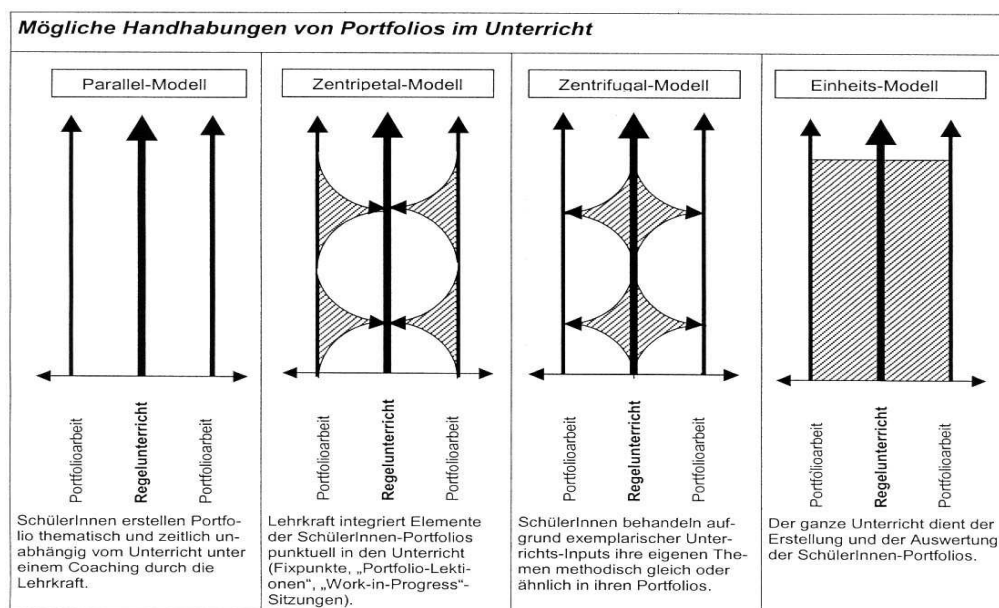 Mögliche Handhabungen von Portfolios im Unterricht
Parallel-Modell
Portfolioarbeit
Regelunterricht
Portfolioarbeit
SchülerInnen erstellen Portfo-
lio thematisch und zeitlich un-
abhängig vom Unterricht unter
einem Coaching durch die
Lehrkraft.
Zentripetal-Modell
Portfolioarbeit
Regelunterricht
Portfolioarbeit
Lehrkraft integriert Elemente
der SchülerInnen-Portfolios
punktuell in den Unterricht
(Fixpunkte, „Portfolio-Lekti-
onen“, „Work-in-Progress“-
Sitzungen).
Zentrifugal-Modell
Portfolioarbeit
Regelunterricht
Portfolioarbeit
SchülerInnen behandeln auf-
grund exemplarischer Unter-
richts-Inputs ihre eigenen The-
men methodisch gleich oder
ähnlich in ihren Portfolios.
Einheits-Modell
Portfolioarbeit
Regelunterricht
Portfolioarbeit
Der ganze Unterricht dient der
Erstellung und der Auswertung
der SchülerInnen-Portfolios.